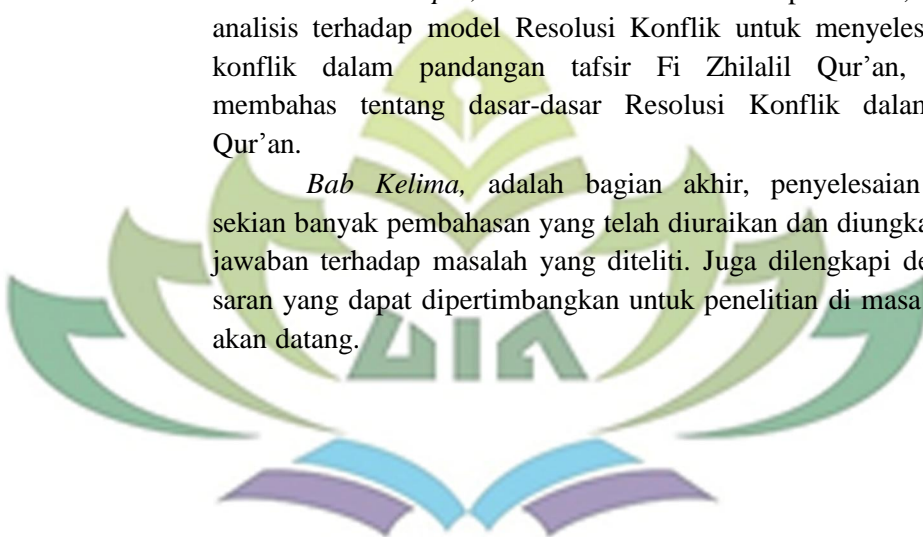 analisis terhadap model Resolusi Konflik untuk menyeles
konflik dalam pandangan tafsir Fi Zhilalil Qur’an,
membahas tentang dasar-dasar Resolusi Konflik dalam
Qur’an.
Bab Kelima, adalah bagian akhir, penyelesaian
sekian banyak pembahasan yang telah diuraikan dan diungka
jawaban terhadap masalah yang diteliti. Juga dilengkapi de
saran yang dapat dipertimbangkan untuk penelitian di masa
akan datang.
UIN